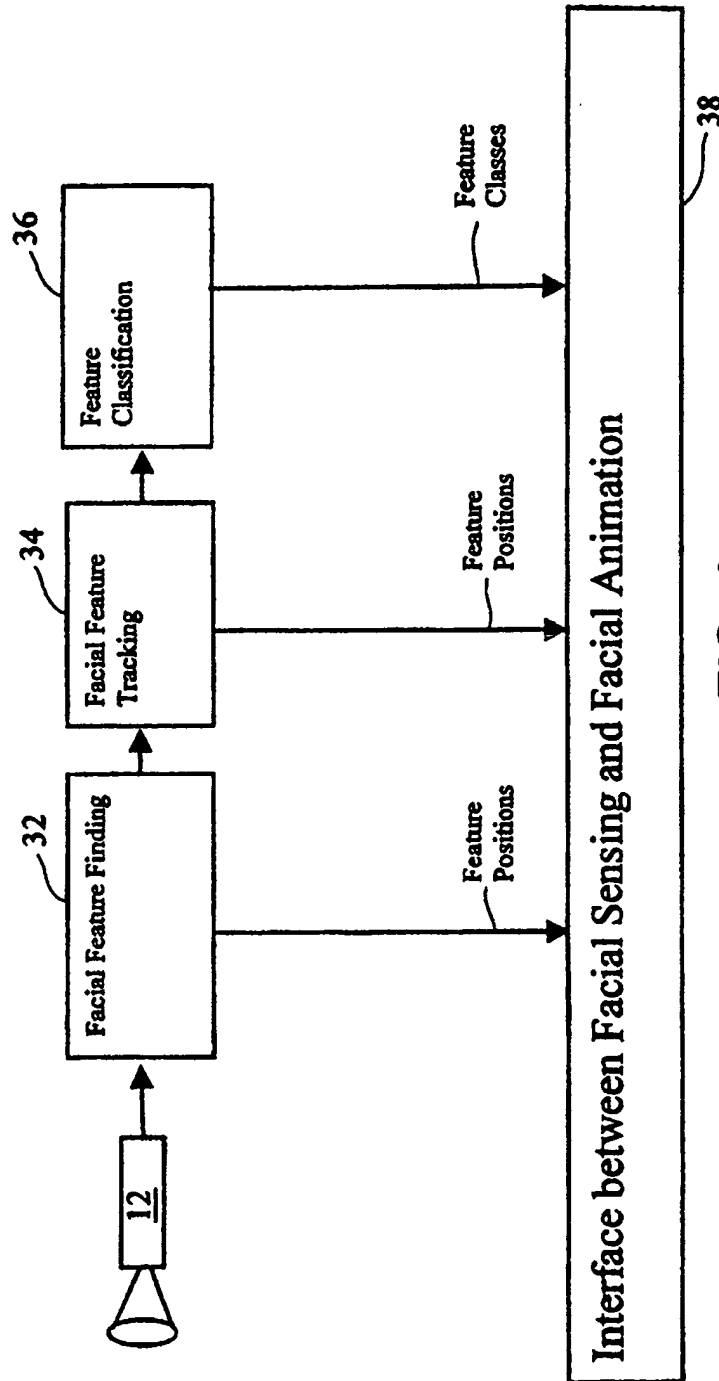 12
32
Facial Feature Finding
34
Facial Feature
Tracking
36
Feature
Classification
Feature
Positions
Feature
Positions
Feature
Classes
Interface between Facial Sensing and Facial Animation
38